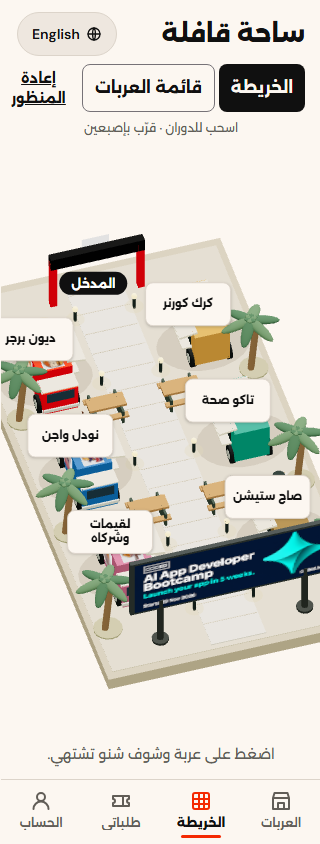 ساحة قافلة
English
الخريطة
قائمة العربات
إعادة المنظور
اسحب للدوران · قرّب بإصبعين
المدخل
كرك كورنر
ديون برجر
تاكو صحة
نودل واجن
صاج ستيشن
لقيمات
وشركاه
AI App Developer
Bootcamp
Launch your app in 5 weeks.
اضغط على عربة وشوف شنو تشتهي.
العربات
الخريطة
طلباتي
الحساب